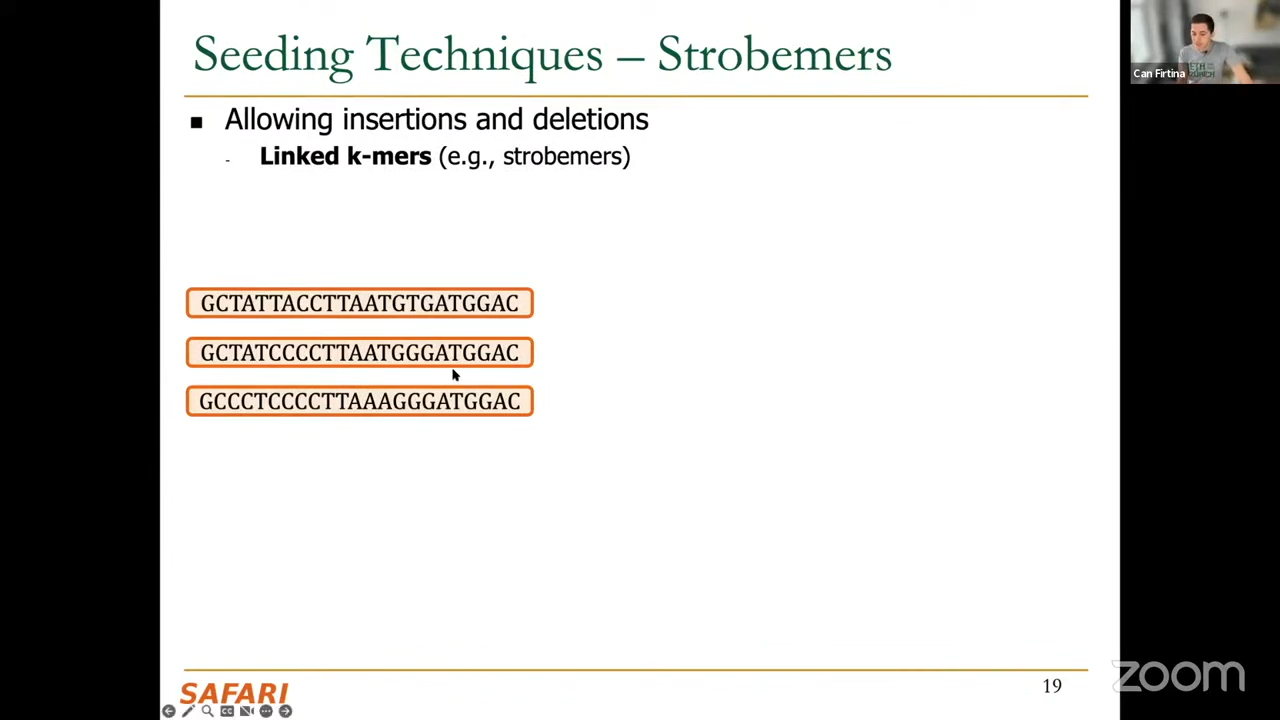 Seeding Techniques – Strobemers
Can Firtina
■ Allowing insertions and deletions
- Linked k-mers (e.g., strobemers)
GCTATTACCTTAATGTGATGGAC
GCTATCCCCTTAATGGGATGGAC
GCCCTCCCCTTAAAGGGATGGAC
SAFARI
19
zoom